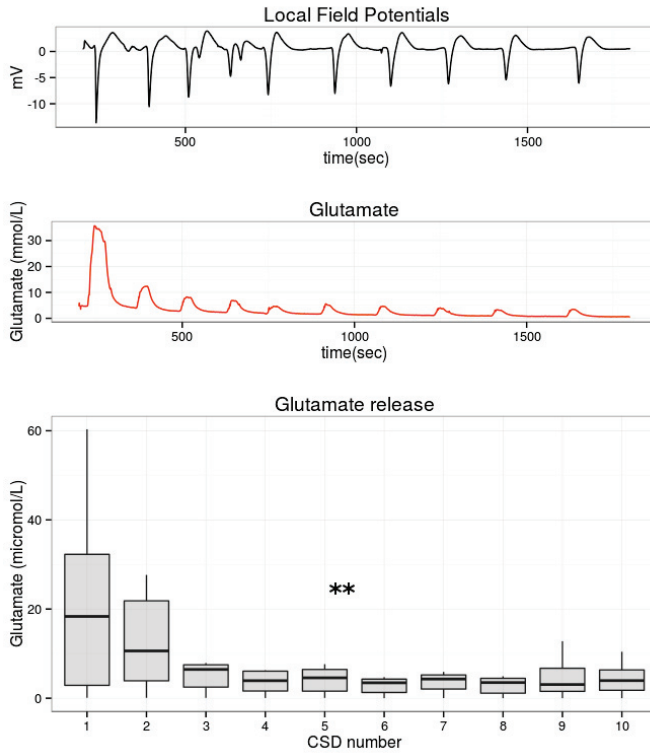 Local Field Potentials
mV
0
-5
-10
500
1000
1500
time(sec)
Glutamate
Glutamate (mmol/L)
30
20
10
0
500
1000
1500
time(sec)
Glutamate release
Glutamate (micromol/L)
60
40
20
0
**
1 2 3 4 5 6 7 8 9 10
CSD number